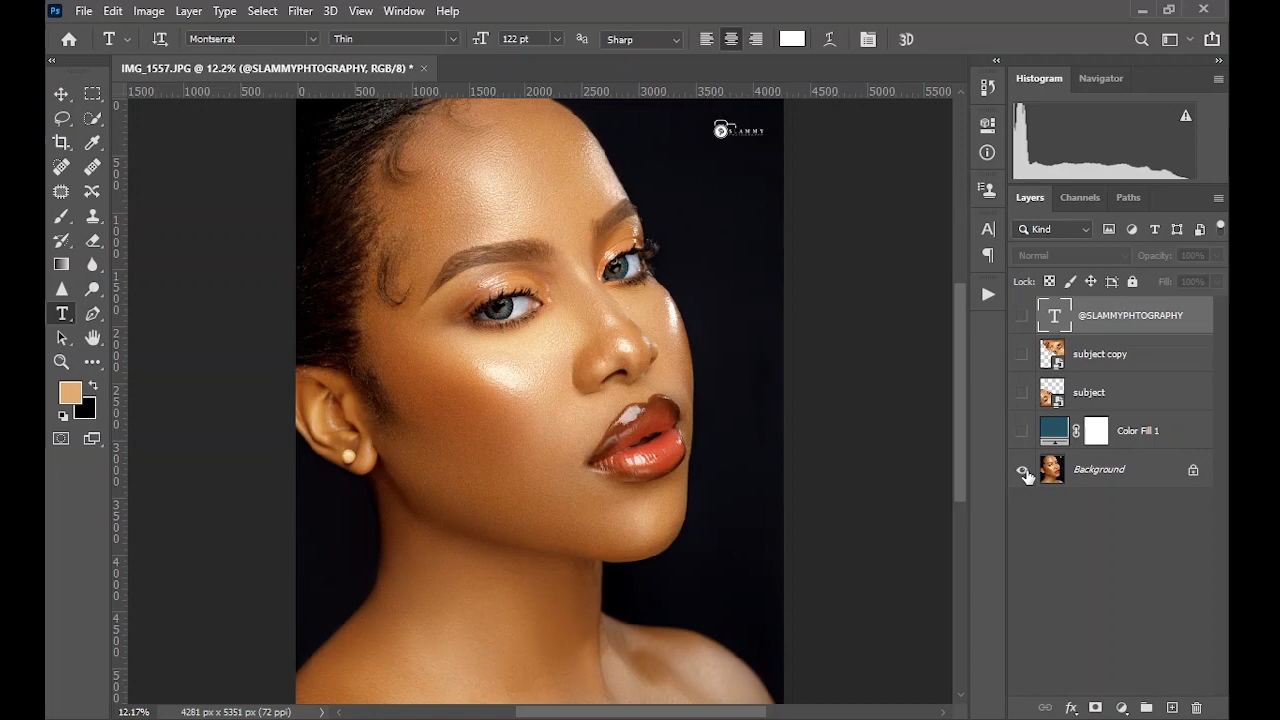 Ps File Edit Image Layer Type Select Filter 3D View Window Help
Montserrat Thin 122 pt Sharp 3D
IMG_1557.JPG @ 12.2% (@SLAMMYPHTOGRAPHY, RGB/8) *
1500 1000 500 0 500 1000 1500 2000 2500 3000 3500 4000 4500 5000 5500
SLAMMY
Histogram Navigator
Layers Channels Paths
Kind
Normal Opacity: 100%
Lock: Fill: 100%
@SLAMMYPHTOGRAPHY
subject copy
subject
Color Fill 1
Background
12.17% 4281 px x 5351 px (72 ppi)